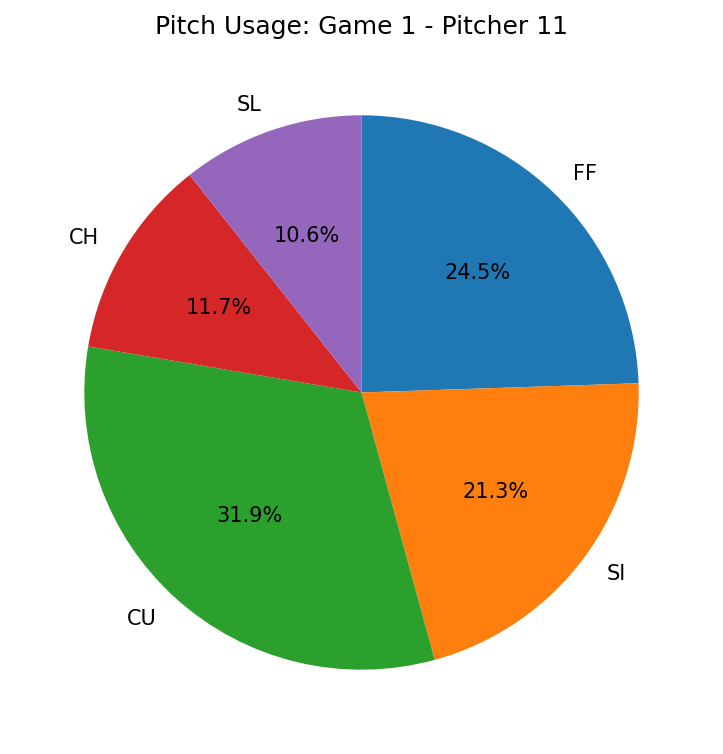 Pitch Usage: Game 1 - Pitcher 11
SL
FF
CH
10.6%
24.5%
11.7%
21.3%
31.9%
SI
CU